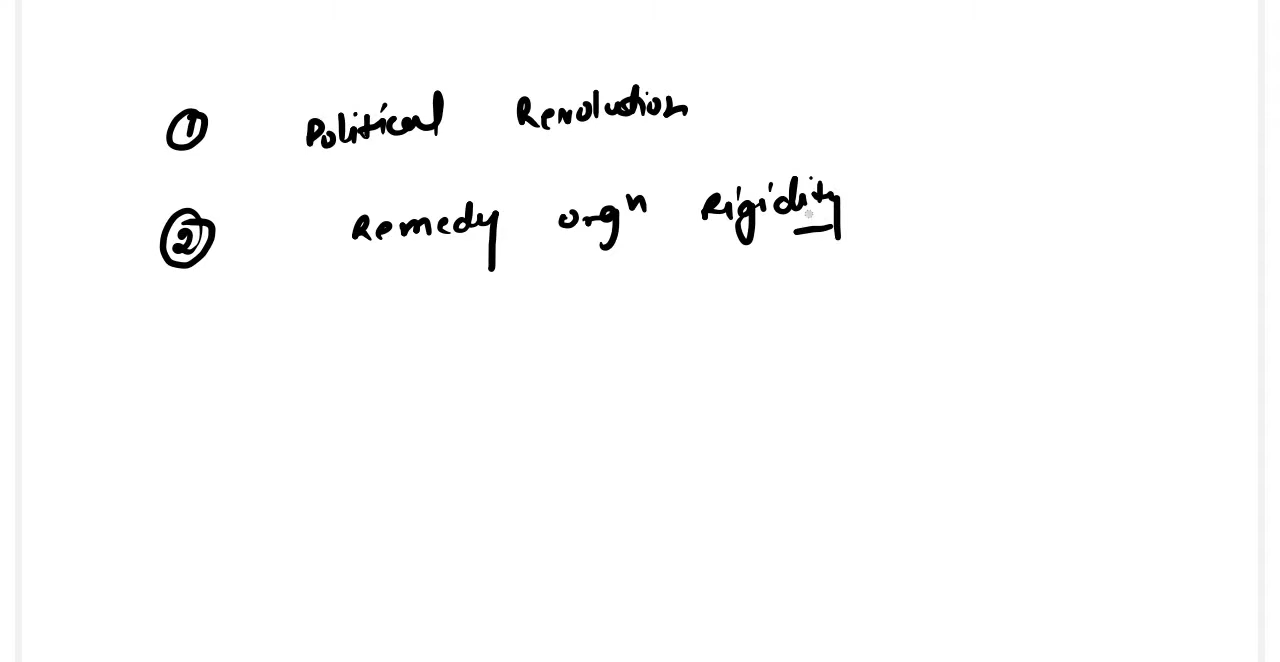 ① Political Revolution
② Remedy orgⁿ Rigidity